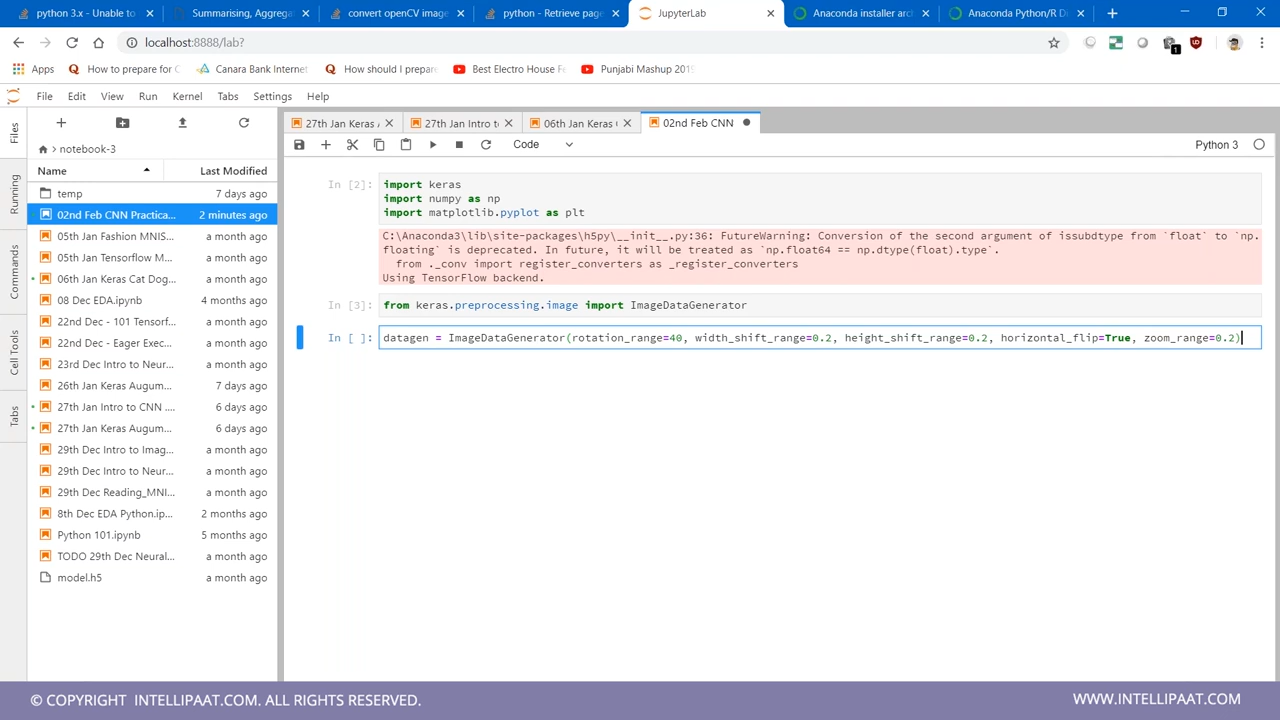 python 3.x - Unable to
Summarising, Aggrega
convert openCV image
python - Retrieve page
JupyterLab
Anaconda installer arc
Anaconda Python/R Di
localhost:8888/lab?
1
Apps
How to prepare for C
Canara Bank Internet
How should I prepare
Best Electro House Fe
Punjabi Mashup 2019
File Edit View Run Kernel Tabs Settings Help
Files
Running
Commands
Cell Tools
Tabs
notebook-3
Name Last Modified
temp 7 days ago
02nd Feb CNN Practica... 2 minutes ago
05th Jan Fashion MNIS... a month ago
05th Jan Tensorflow M... a month ago
06th Jan Keras Cat Dog... a month ago
08 Dec EDA.ipynb 4 months ago
22nd Dec - 101 Tensorf... a month ago
22nd Dec - Eager Exec... a month ago
23rd Dec Intro to Neur... a month ago
26th Jan Keras Augum... 7 days ago
27th Jan Intro to CNN .... 6 days ago
27th Jan Keras Augum... 6 days ago
29th Dec Intro to Imag... a month ago
29th Dec Intro to Neur... a month ago
29th Dec Reading_MNI... a month ago
8th Dec EDA Python.ip... 2 months ago
Python 101.ipynb 5 months ago
TODO 29th Dec Neural... a month ago
model.h5 a month ago
27th Jan Keras
27th Jan Intro to
06th Jan Keras
02nd Feb CNN
Code
Python 3
In [2]: import keras
import numpy as np
import matplotlib.pyplot as plt
C:\Anaconda3\lib\site-packages\h5py\__init__.py:36: FutureWarning: Conversion of the second argument of issubdtype from `float` to `np.
floating` is deprecated. In future, it will be treated as `np.float64 == np.dtype(float).type`.
from ._conv import register_converters as _register_converters
Using TensorFlow backend.
In [3]: from keras.preprocessing.image import ImageDataGenerator
In [ ]: datagen = ImageDataGenerator(rotation_range=40, width_shift_range=0.2, height_shift_range=0.2, horizontal_flip=True, zoom_range=0.2)
© COPYRIGHT INTELLIPAAT.COM. ALL RIGHTS RESERVED.
WWW.INTELLIPAAT.COM